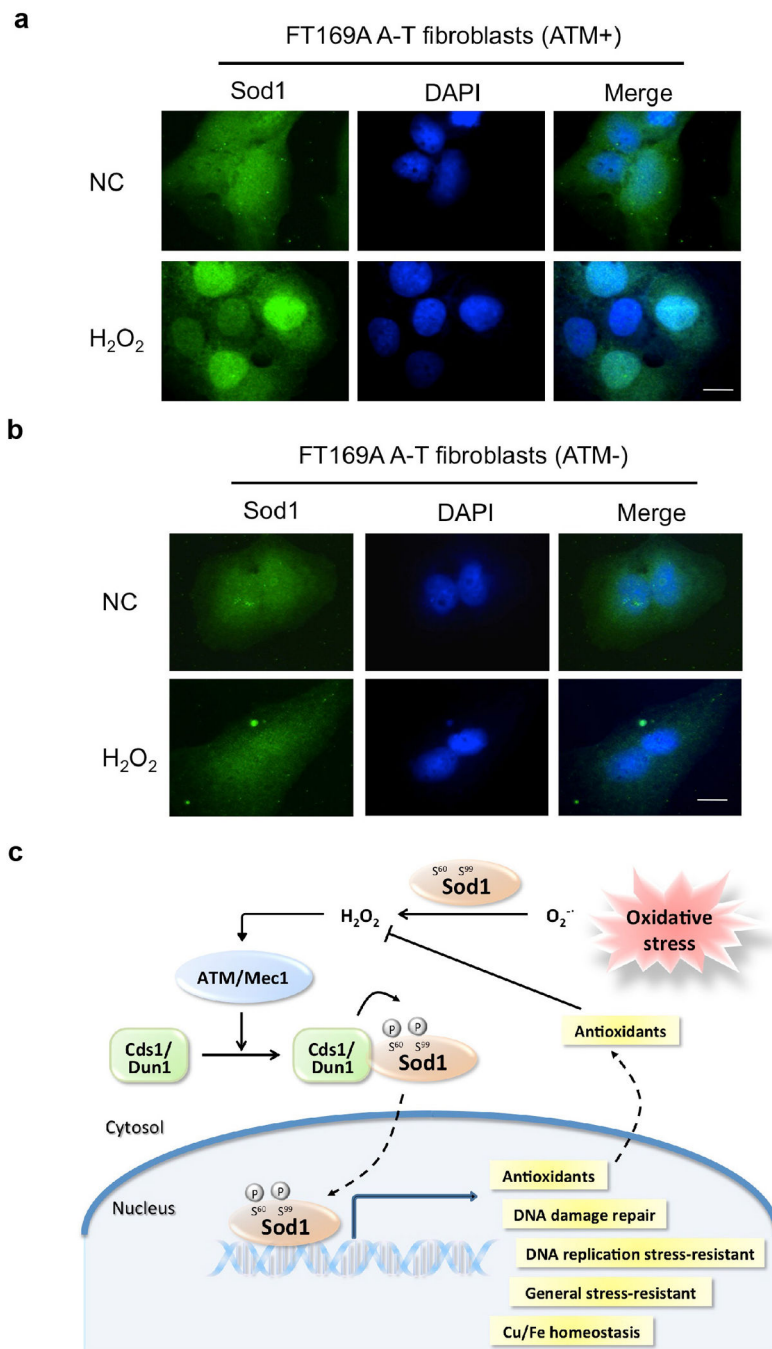 a
FT169A A-T fibroblasts (ATM+)
Sod1 DAPI Merge
NC
H₂O₂
b
FT169A A-T fibroblasts (ATM-)
Sod1 DAPI Merge
NC
H₂O₂
c
S⁶⁰ S⁹⁹
Sod1
H₂O₂
O₂⁻·
Oxidative
stress
ATM/Mec1
Antioxidants
Cds1/
Dun1
Cds1/
Dun1
P P
S⁶⁰ S⁹⁹
Sod1
Cytosol
Nucleus
P P
S⁶⁰ S⁹⁹
Sod1
Antioxidants
DNA damage repair
DNA replication stress-resistant
General stress-resistant
Cu/Fe homeostasis